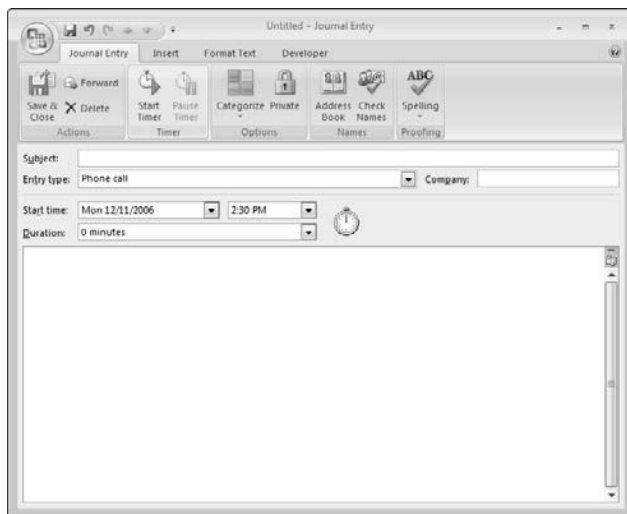 Untitled - Journal Entry
Journal Entry Insert Format Text Developer
Save & Close Forward Delete Start Timer Pause Timer Categorize Private Address Book Check Names ABC Spelling
Actions Timer Options Names Proofing
Subject:
Entry type: Phone call Company:
Start time: Mon 12/11/2006 2:30 PM
Duration: 0 minutes